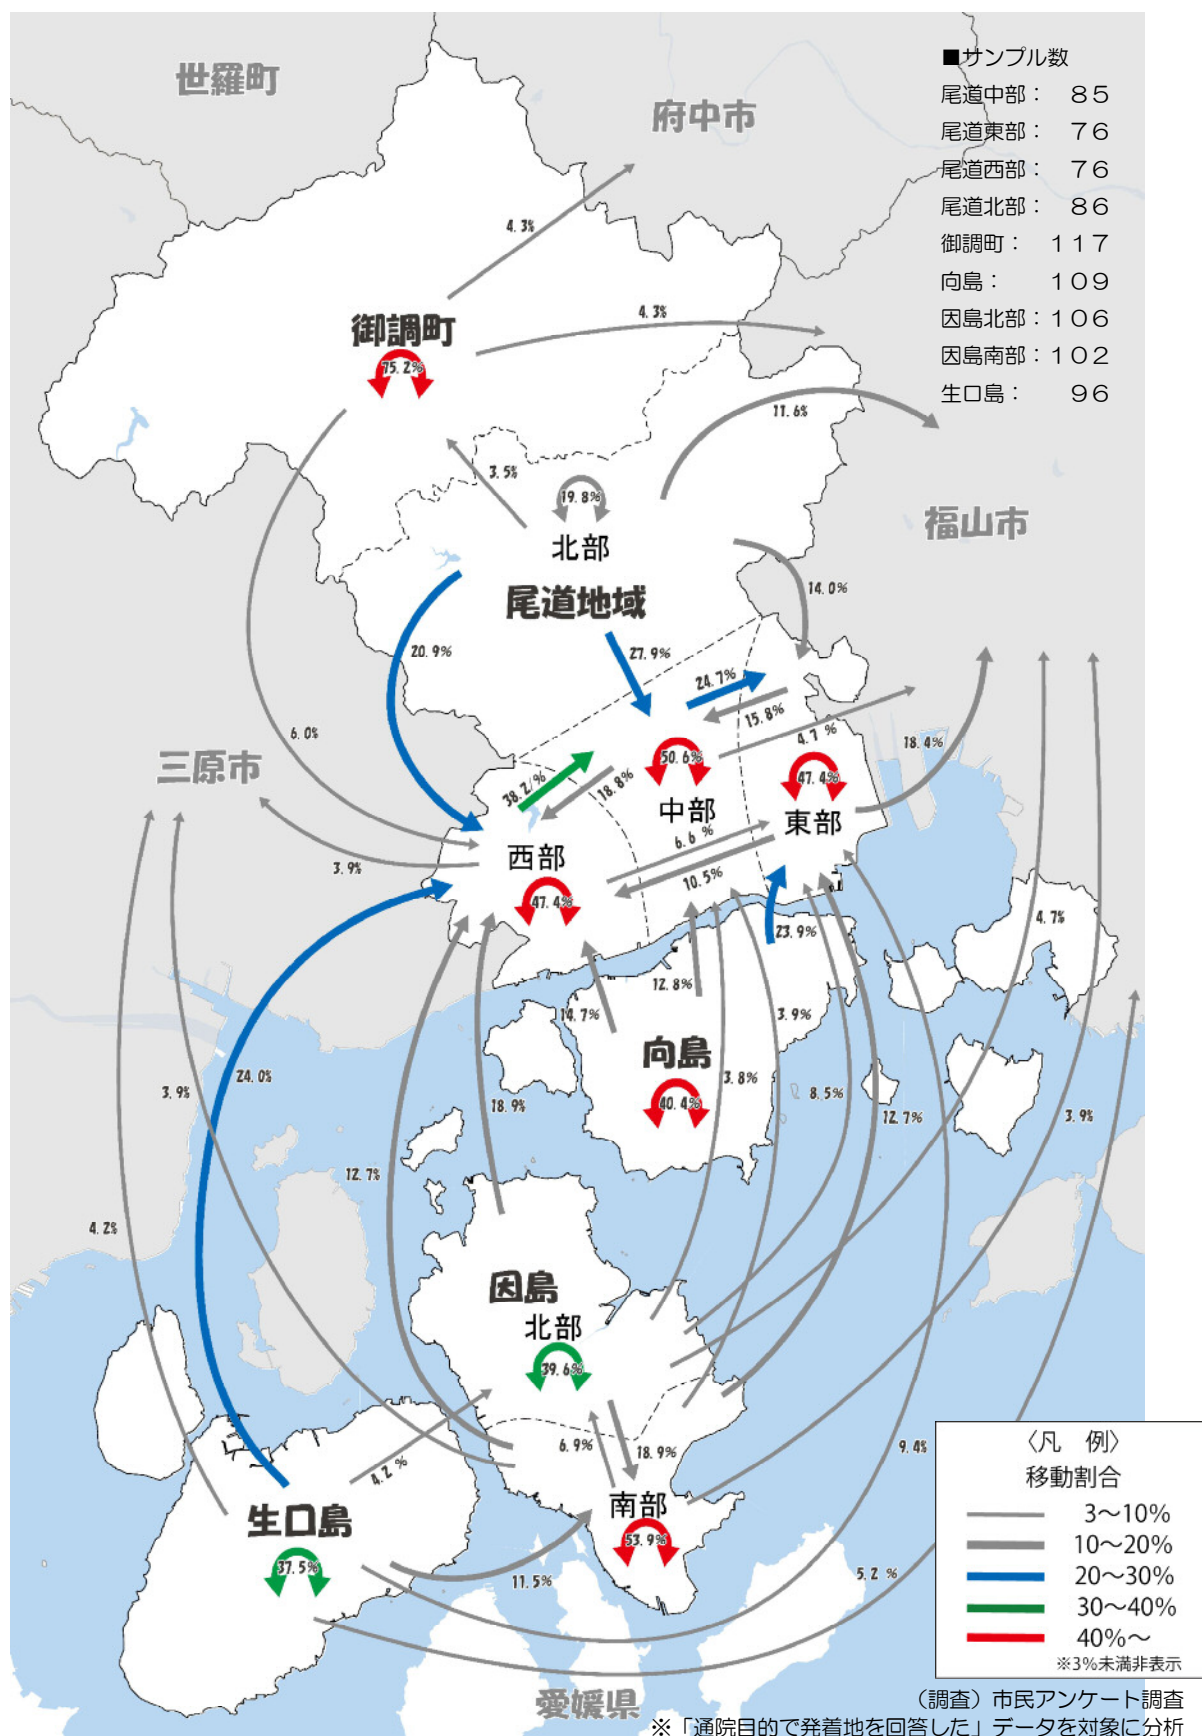 世羅町
府中市
■サンプル数
尾道中部： 85
尾道東部： 76
尾道西部： 76
尾道北部： 86
御調町： 117
向島： 109
因島北部：106
因島南部：102
生口島： 96
4.3%
4.3%
御調町
75.2%
11.6%
3.5%
19.8%
北部
福山市
尾道地域
14.0%
20.9%
27.9%
24.7%
15.8%
6.0%
4.7 %
18.4%
三原市
38.2/%
18.8%
50.6%
47.4%
中部
東部
6.6 %
西部
3.9%
10.5%
47.4%
4.7%
23.9%
12.8%
14.7%
3.9%
向島
24.0%
3.9%
3.8%
8.5%
18.9%
40.4%
12.7%
3.9%
12.7%
4.2%
因島
北部
39.6%
6.9%
18.9%
9.4%
4.2 %
生口島
南部
53.9%
37.5%
11.5%
5.2 %
〈凡 例〉
移動割合
3～10%
10～20%
20～30%
30～40%
40%～
※3%未満非表示
愛媛県
（調査）市民アンケート調査
※「通院目的で発着地を回答した」データを対象に分析